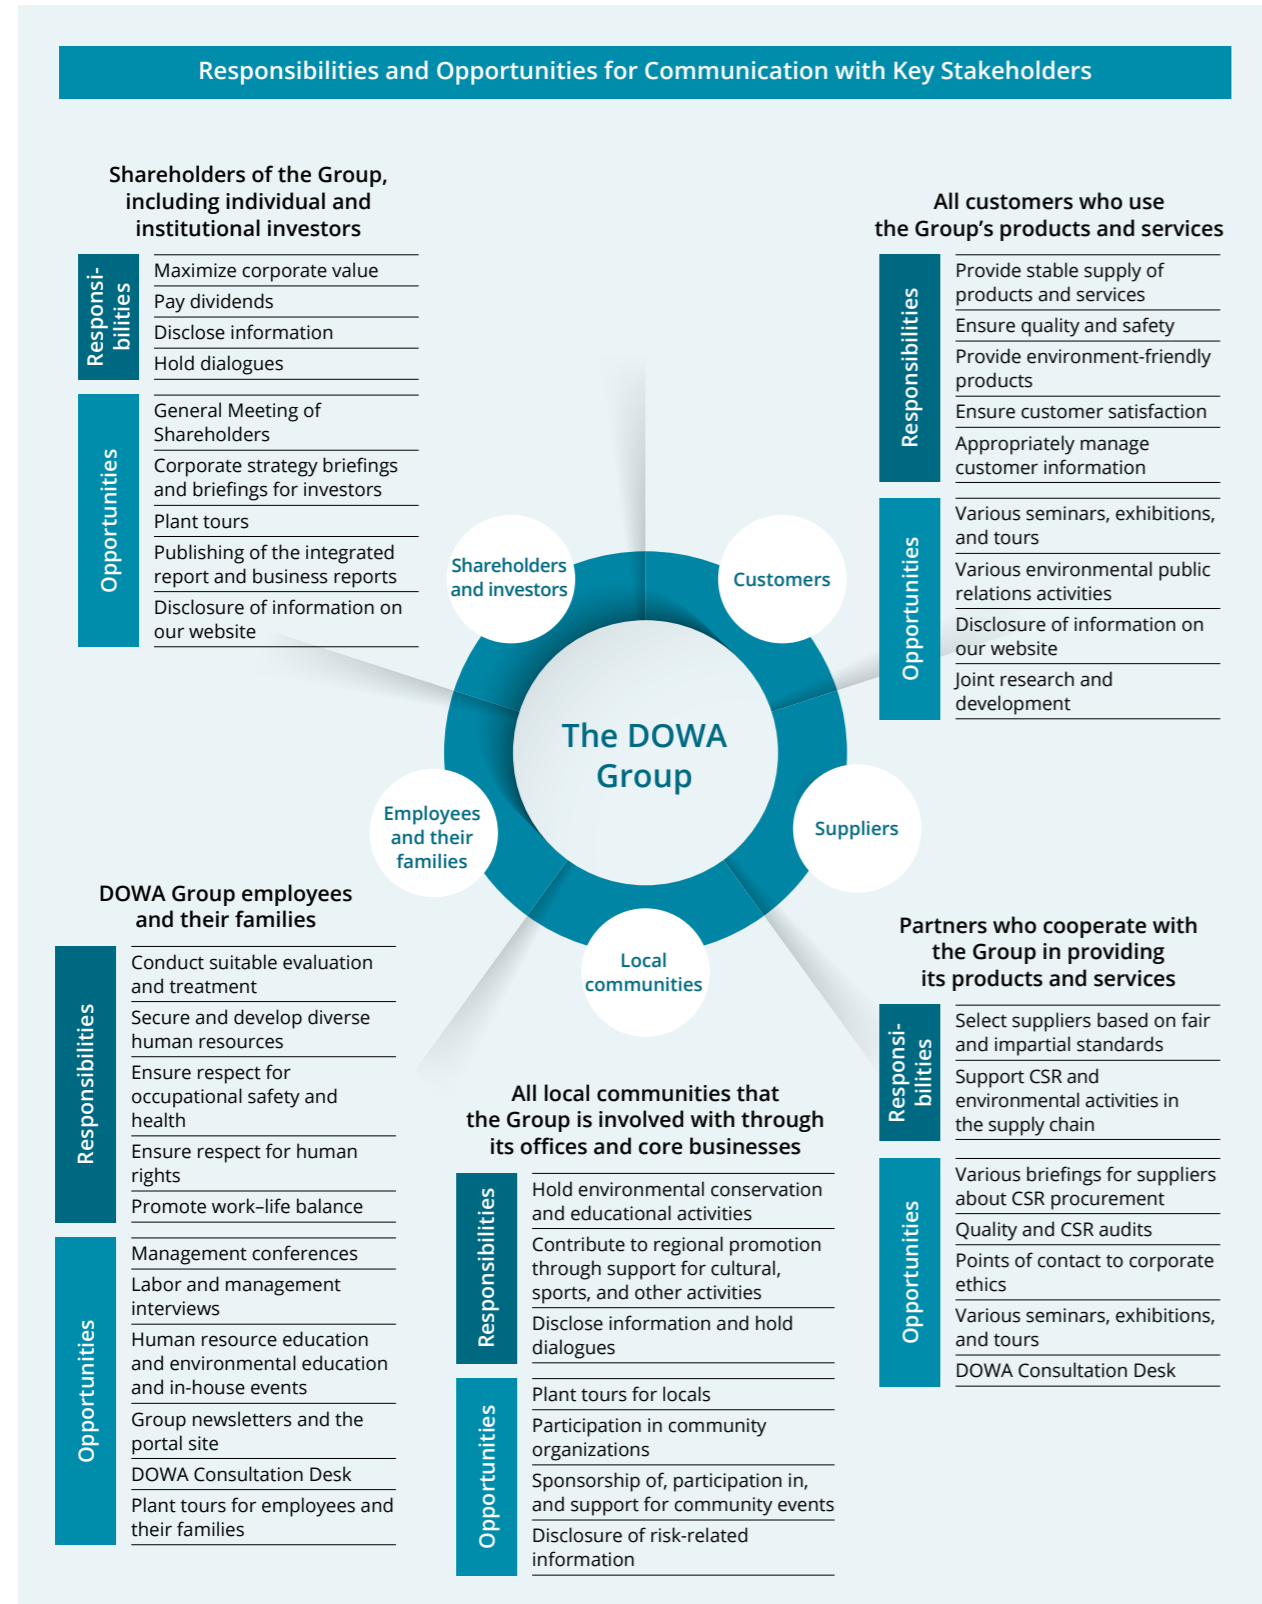 Responsibilities and Opportunities for Communication with Key Stakeholders
Shareholders of the Group,
including individual and
institutional investors
Responsi-
bilities
Maximize corporate value
Pay dividends
Disclose information
Hold dialogues
Opportunities
General Meeting of
Shareholders
Corporate strategy briefings
and briefings for investors
Plant tours
Publishing of the integrated
report and business reports
Disclosure of information on
our website
All customers who use
the Group’s products and services
Responsibilities
Provide stable supply of
products and services
Ensure quality and safety
Provide environment-friendly
products
Ensure customer satisfaction
Appropriately manage
customer information
Opportunities
Various seminars, exhibitions,
and tours
Various environmental public
relations activities
Disclosure of information on
our website
Joint research and
development
Shareholders
and investors
Customers
The DOWA
Group
Employees
and their
families
Suppliers
Local
communities
DOWA Group employees
and their families
Responsibilities
Conduct suitable evaluation
and treatment
Secure and develop diverse
human resources
Ensure respect for
occupational safety and
health
Ensure respect for human
rights
Promote work–life balance
Opportunities
Management conferences
Labor and management
interviews
Human resource education
and environmental education
and in-house events
Group newsletters and the
portal site
DOWA Consultation Desk
Plant tours for employees and
their families
All local communities that
the Group is involved with through
its offices and core businesses
Responsibilities
Hold environmental conservation
and educational activities
Contribute to regional promotion
through support for cultural,
sports, and other activities
Disclose information and hold
dialogues
Opportunities
Plant tours for locals
Participation in community
organizations
Sponsorship of, participation in,
and support for community events
Disclosure of risk-related
information
Partners who cooperate with
the Group in providing
its products and services
Responsi-
bilities
Select suppliers based on fair
and impartial standards
Support CSR and
environmental activities in
the supply chain
Opportunities
Various briefings for suppliers
about CSR procurement
Quality and CSR audits
Points of contact to corporate
ethics
Various seminars, exhibitions,
and tours
DOWA Consultation Desk